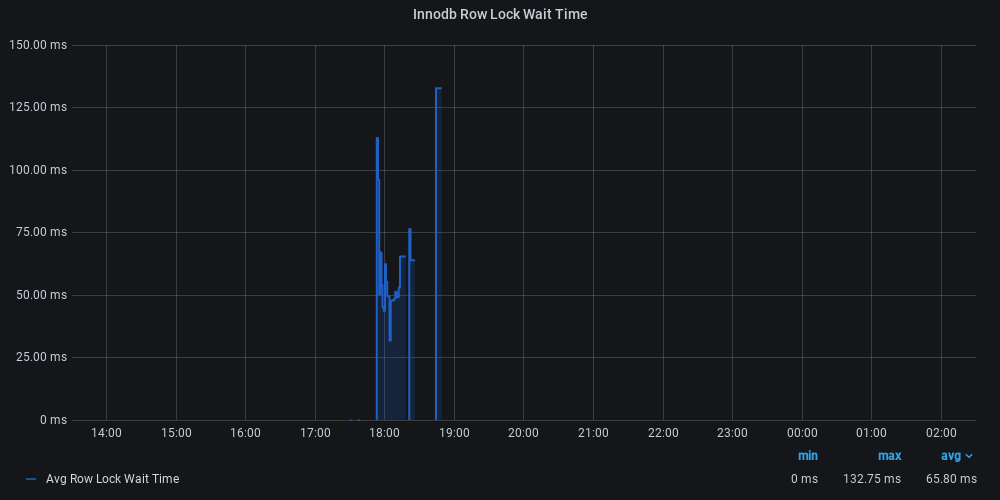 Innodb Row Lock Wait Time
150.00 ms
125.00 ms
100.00 ms
75.00 ms
50.00 ms
25.00 ms
0 ms
14:00 15:00 16:00 17:00 18:00 19:00 20:00 21:00 22:00 23:00 00:00 01:00 02:00
min max avg
Avg Row Lock Wait Time 0 ms 132.75 ms 65.80 ms